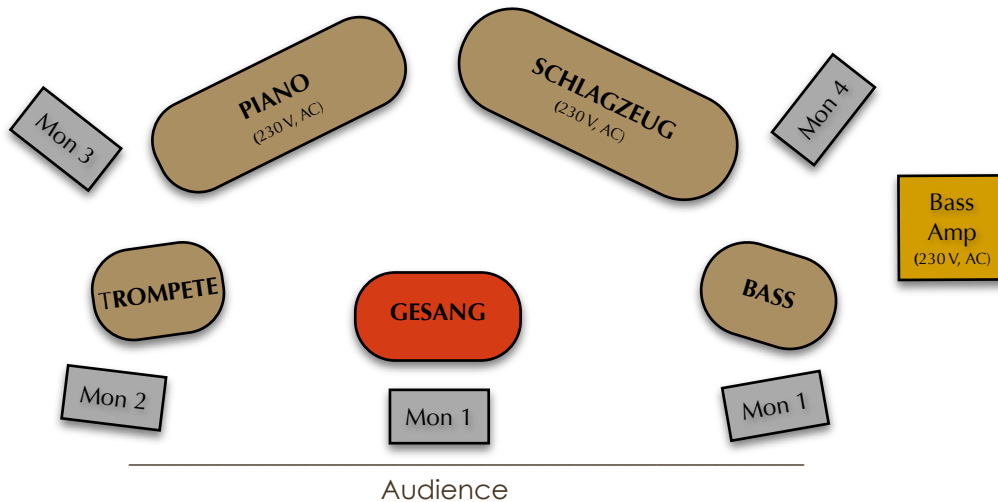 PIANO
(230 V, AC)
SCHLAGZEUG
(230 V, AC)
Mon 3
Mon 4
Bass
Amp
(230 V, AC)
TROMPETE
GESANG
BASS
Mon 2
Mon 1
Mon 1
Audience